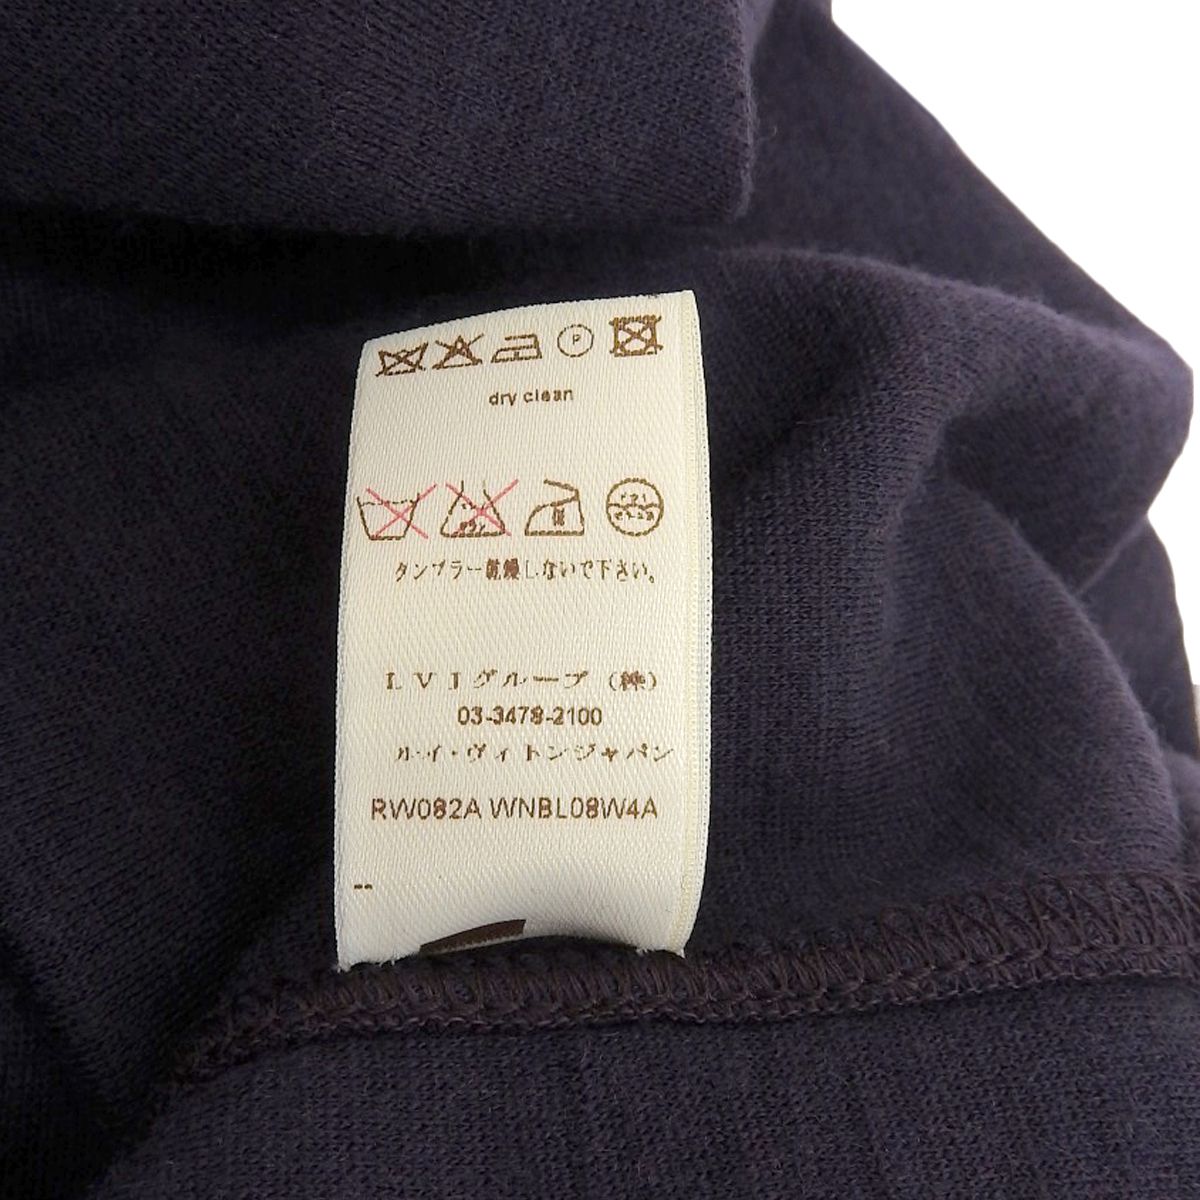 P
dry clean
タンブラー乾燥しないで下さい。
LVJグループ(株)
03-3478-2100
ルイ・ヴィトンジャパン
RW082A WNBL08W4A
--